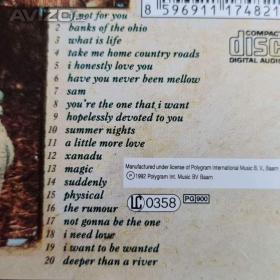 AVIZO
8 596911 174821
COMPACT
disc
DIGITAL AUDIO
1 if not for you
2 banks of the ohio
3 what is life
4 take me home country roads
5 i honestly love you
6 have you never been mellow
7 sam
8 you're the one that i want
9 hopelessly devoted to you
10 summer nights
11 a little more love
12 xanadu
13 magic
14 suddenly
15 physical
16 the rumour
17 not gonna be the one
18 i need love
19 i want to be wanted
20 deeper than a river
Manufactured under license of Polygram International Music B. V., Baarn
℗ 1992 Polygram Int. Music BV Baarn
LC 0358
PG 900